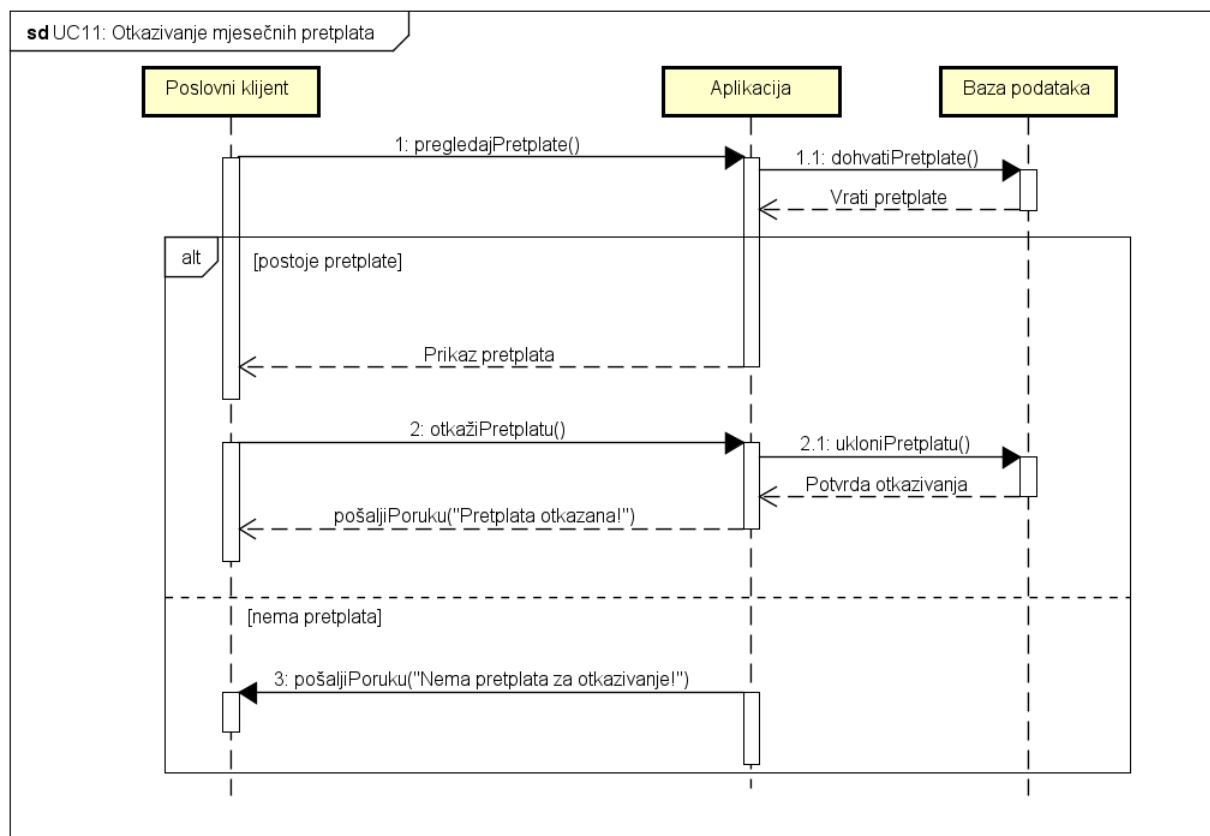 sd UC11: Otkazivanje mjesečnih pretplata
Poslovni klijent
Aplikacija
Baza podataka
1: pregledajPretplate()
1.1: dohvatiPretplate()
Vrati pretplate
alt
[postoje pretplate]
Prikaz pretplata
2: otkažiPretplatu()
2.1: ukloniPretplatu()
Potvrda otkazivanja
pošaljiPoruku("Pretplata otkazana!")
[nema pretplata]
3: pošaljiPoruku("Nema pretplata za otkazivanje!")